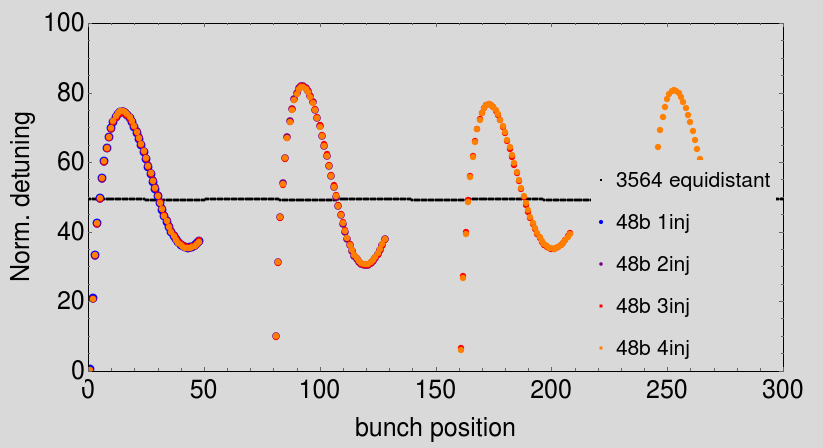 100
80
60
40
20
0
Norm. detuning
3564 equidistant
48b 1inj
48b 2inj
48b 3inj
48b 4inj
0 50 100 150 200 250 300
bunch position